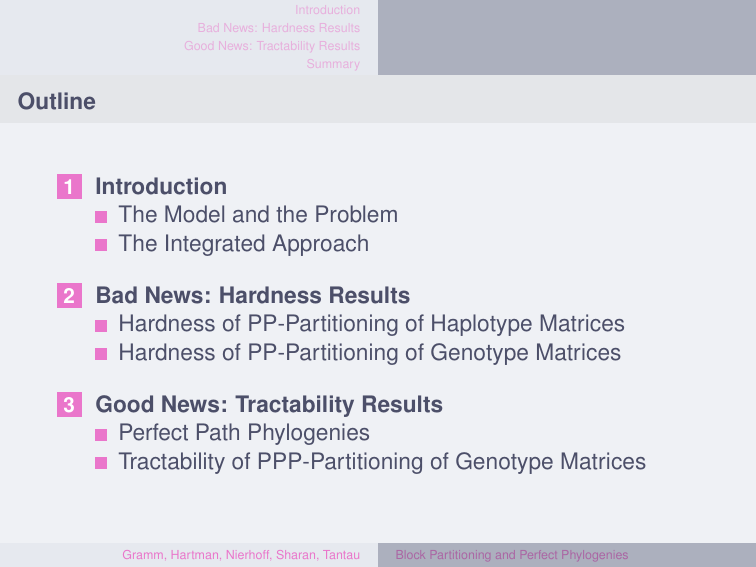 Introduction
Bad News: Hardness Results
Good News: Tractability Results
Summary
Outline
1 Introduction
The Model and the Problem
The Integrated Approach
2 Bad News: Hardness Results
Hardness of PP-Partitioning of Haplotype Matrices
Hardness of PP-Partitioning of Genotype Matrices
3 Good News: Tractability Results
Perfect Path Phylogenies
Tractability of PPP-Partitioning of Genotype Matrices
Gramm, Hartman, Nierhoff, Sharan, Tantau
Block Partitioning and Perfect Phylogenies